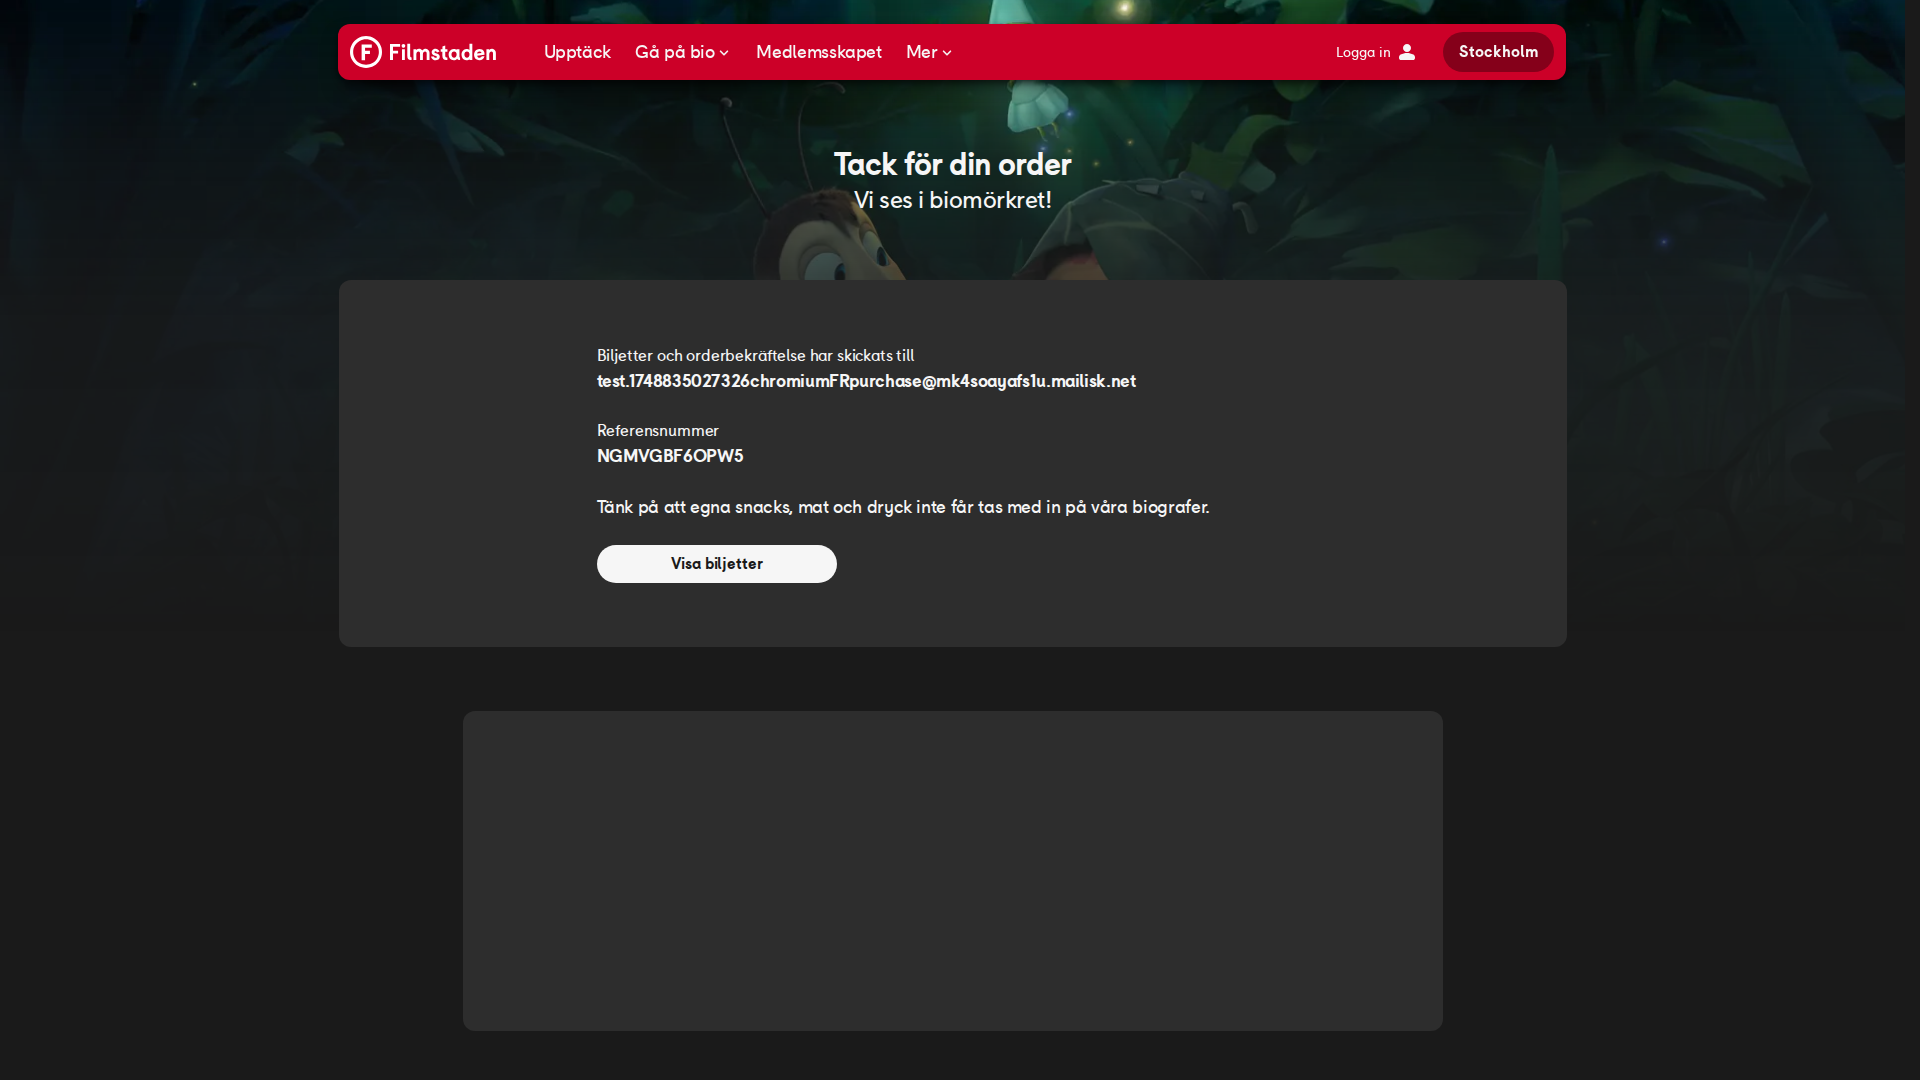 F Filmstaden Upptäck Gå på bio Medlemsskapet Mer Logga in Stockholm
Tack för din order
Vi ses i biomörkret!
Biljetter och orderbekräftelse har skickats till
test.1748835027326chromiumFRpurchase@mk4soayafs1u.mailisk.net
Referensnummer
NGMVGBF6OPW5
Tänk på att egna snacks, mat och dryck inte får tas med in på våra biografer.
Visa biljetter